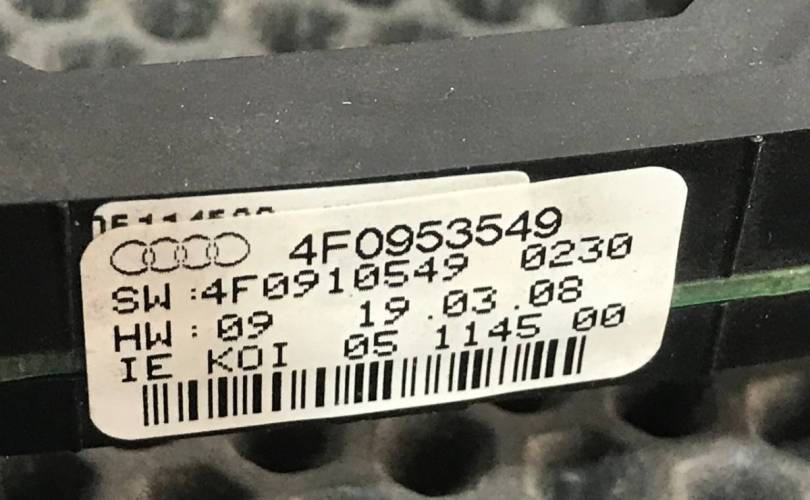 4F0953549
SW :4F0910549 0230
HW : 09 19 .03 .08
IE KOI 05 1145 00